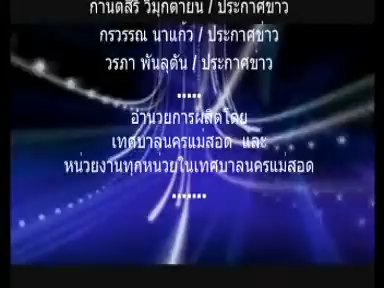 กานต์สิริ วิมุกตายน / ประกาศข่าว
กรวรรณ นาแก้ว / ประกาศข่าว
วรภา พันลุตัน / ประกาศข่าว
.....
อำนวยการผลิตโดย
เทศบาลนครแม่สอด และ
หน่วยงานทุกหน่วยในเทศบาลนครแม่สอด
.......